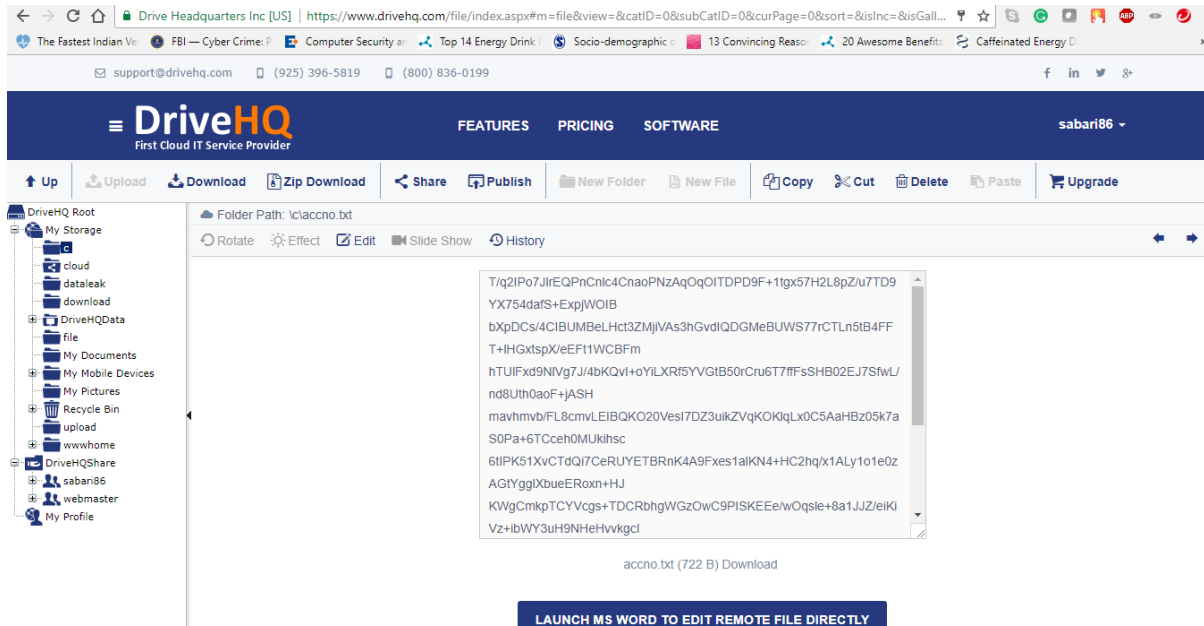 Drive Headquarters Inc [US] | https://www.drivehq.com/file/index.aspx#m=file&view=&catID=0&subCatID=0&curPage=0&sort=&isInc=&isGall...
The Fastest Indian Ve FBI — Cyber Crime: P Computer Security an Top 14 Energy Drink I Socio-demographic c 13 Convincing Reason 20 Awesome Benefits Caffeinated Energy D
support@drivehq.com (925) 396-5819 (800) 836-0199 f in 8+
≡ DriveHQ FEATURES PRICING SOFTWARE sabari86
First Cloud IT Service Provider
Up Upload Download Zip Download Share Publish New Folder New File Copy Cut Delete Paste Upgrade
DriveHQ Root
My Storage
c
cloud
dataleak
download
DriveHQData
file
My Documents
My Mobile Devices
My Pictures
Recycle Bin
upload
wwwhome
DriveHQShare
sabari86
webmaster
My Profile
Folder Path: \c\accno.txt
Rotate Effect Edit Slide Show History
T/q2IPo7JlrEQPnCnlc4CnaoPNzAqOqOITDPD9F+1tgx57H2L8pZ/u7TD9
YX754dafS+ExpjWOIB
bXpDCs/4CIBUMBeLHct3ZMjiVAs3hGvdIQDGMeBUWS77rCTLn5tB4FF
T+IHGxtspX/eEFt1WCBFm
hTUIFxd9NlVg7J/4bKQvI+oYiLXRf5YVGtB50rCru6T7ffFsSHB02EJ7SfwL/
nd8Uth0aoF+jASH
mavhmvb/FL8cmvLEIBQKO20VesI7DZ3uikZVqKOKlqLx0C5AaHBz05k7a
S0Pa+6TCceh0MUkihsc
6tIPK51XvCTdQi7CeRUYETBRnK4A9Fxes1alKN4+HC2hq/x1ALy1o1e0z
AGtYgglXbueERoxn+HJ
KWgCmkpTCYVcgs+TDCRbhgWGzOwC9PISKEEe/wOqsle+8a1JJZ/eiKi
Vz+ibWY3uH9NHeHvvkgcl
accno.txt (722 B) Download
LAUNCH MS WORD TO EDIT REMOTE FILE DIRECTLY